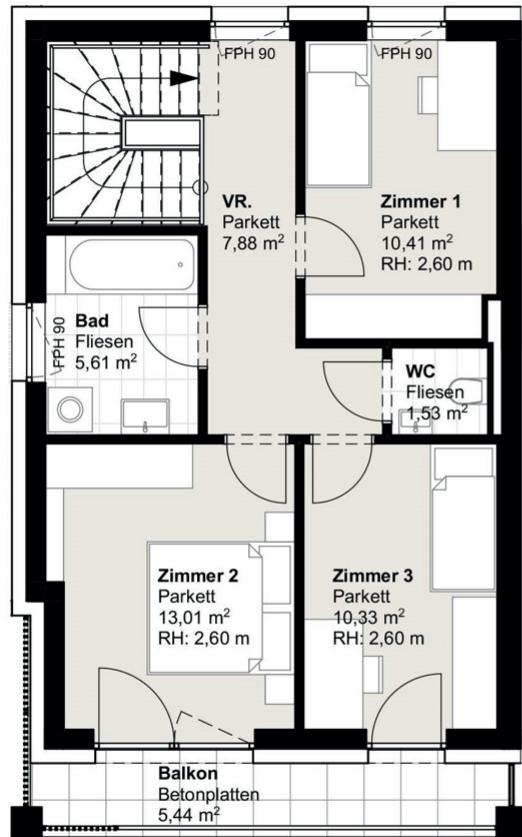 FPH 90
FPH 90
VR.
Parkett
7,88 m²
Zimmer 1
Parkett
10,41 m²
RH: 2,60 m
Bad
Fliesen
5,61 m²
FPH 90
WC
Fliesen
1,53 m²
Zimmer 2
Parkett
13,01 m²
RH: 2,60 m
Zimmer 3
Parkett
10,33 m²
RH: 2,60 m
Balkon
Betonplatten
5,44 m²